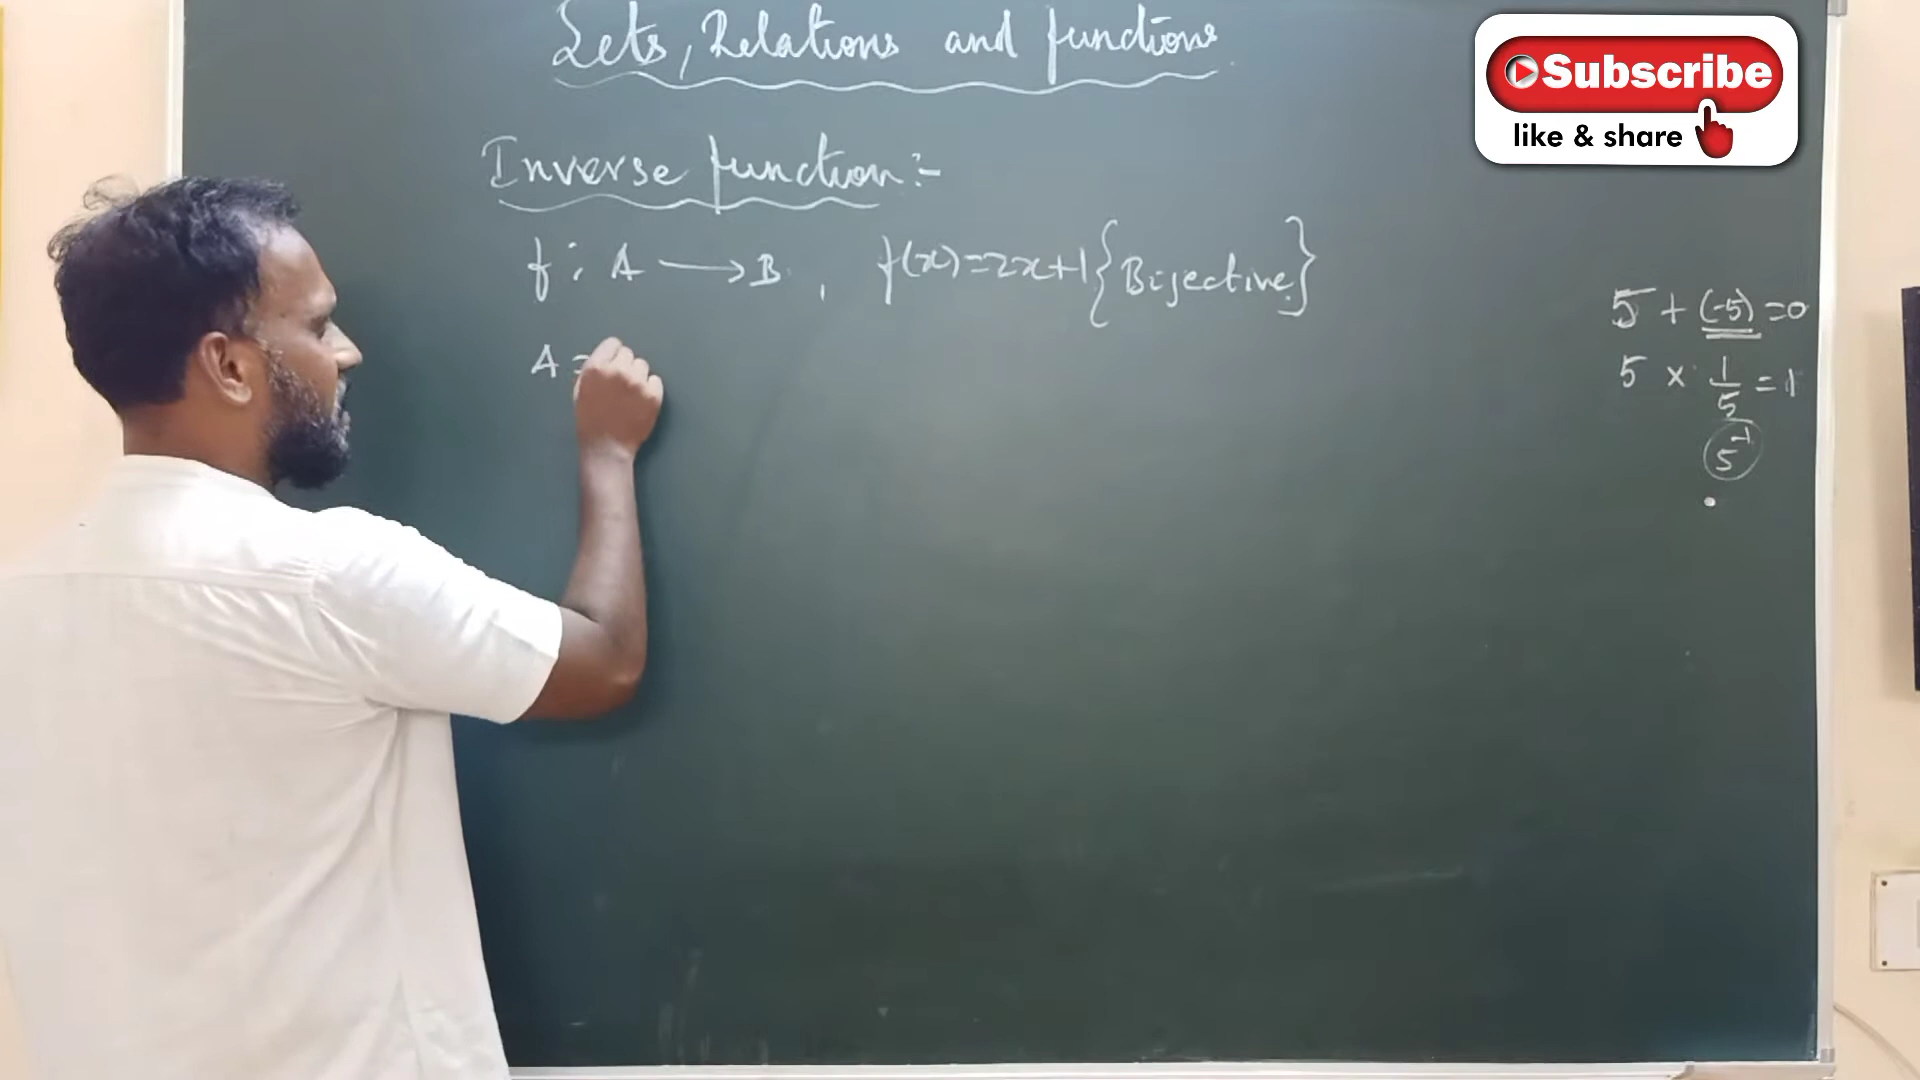 Sets, Relations and functions
Inverse function:-
f : A → B , f(x)=2x+1 {Bijective}
A =
5 + (-5) = 0
5 × 1/5 = 1
5⁻¹
Subscribe
like & share